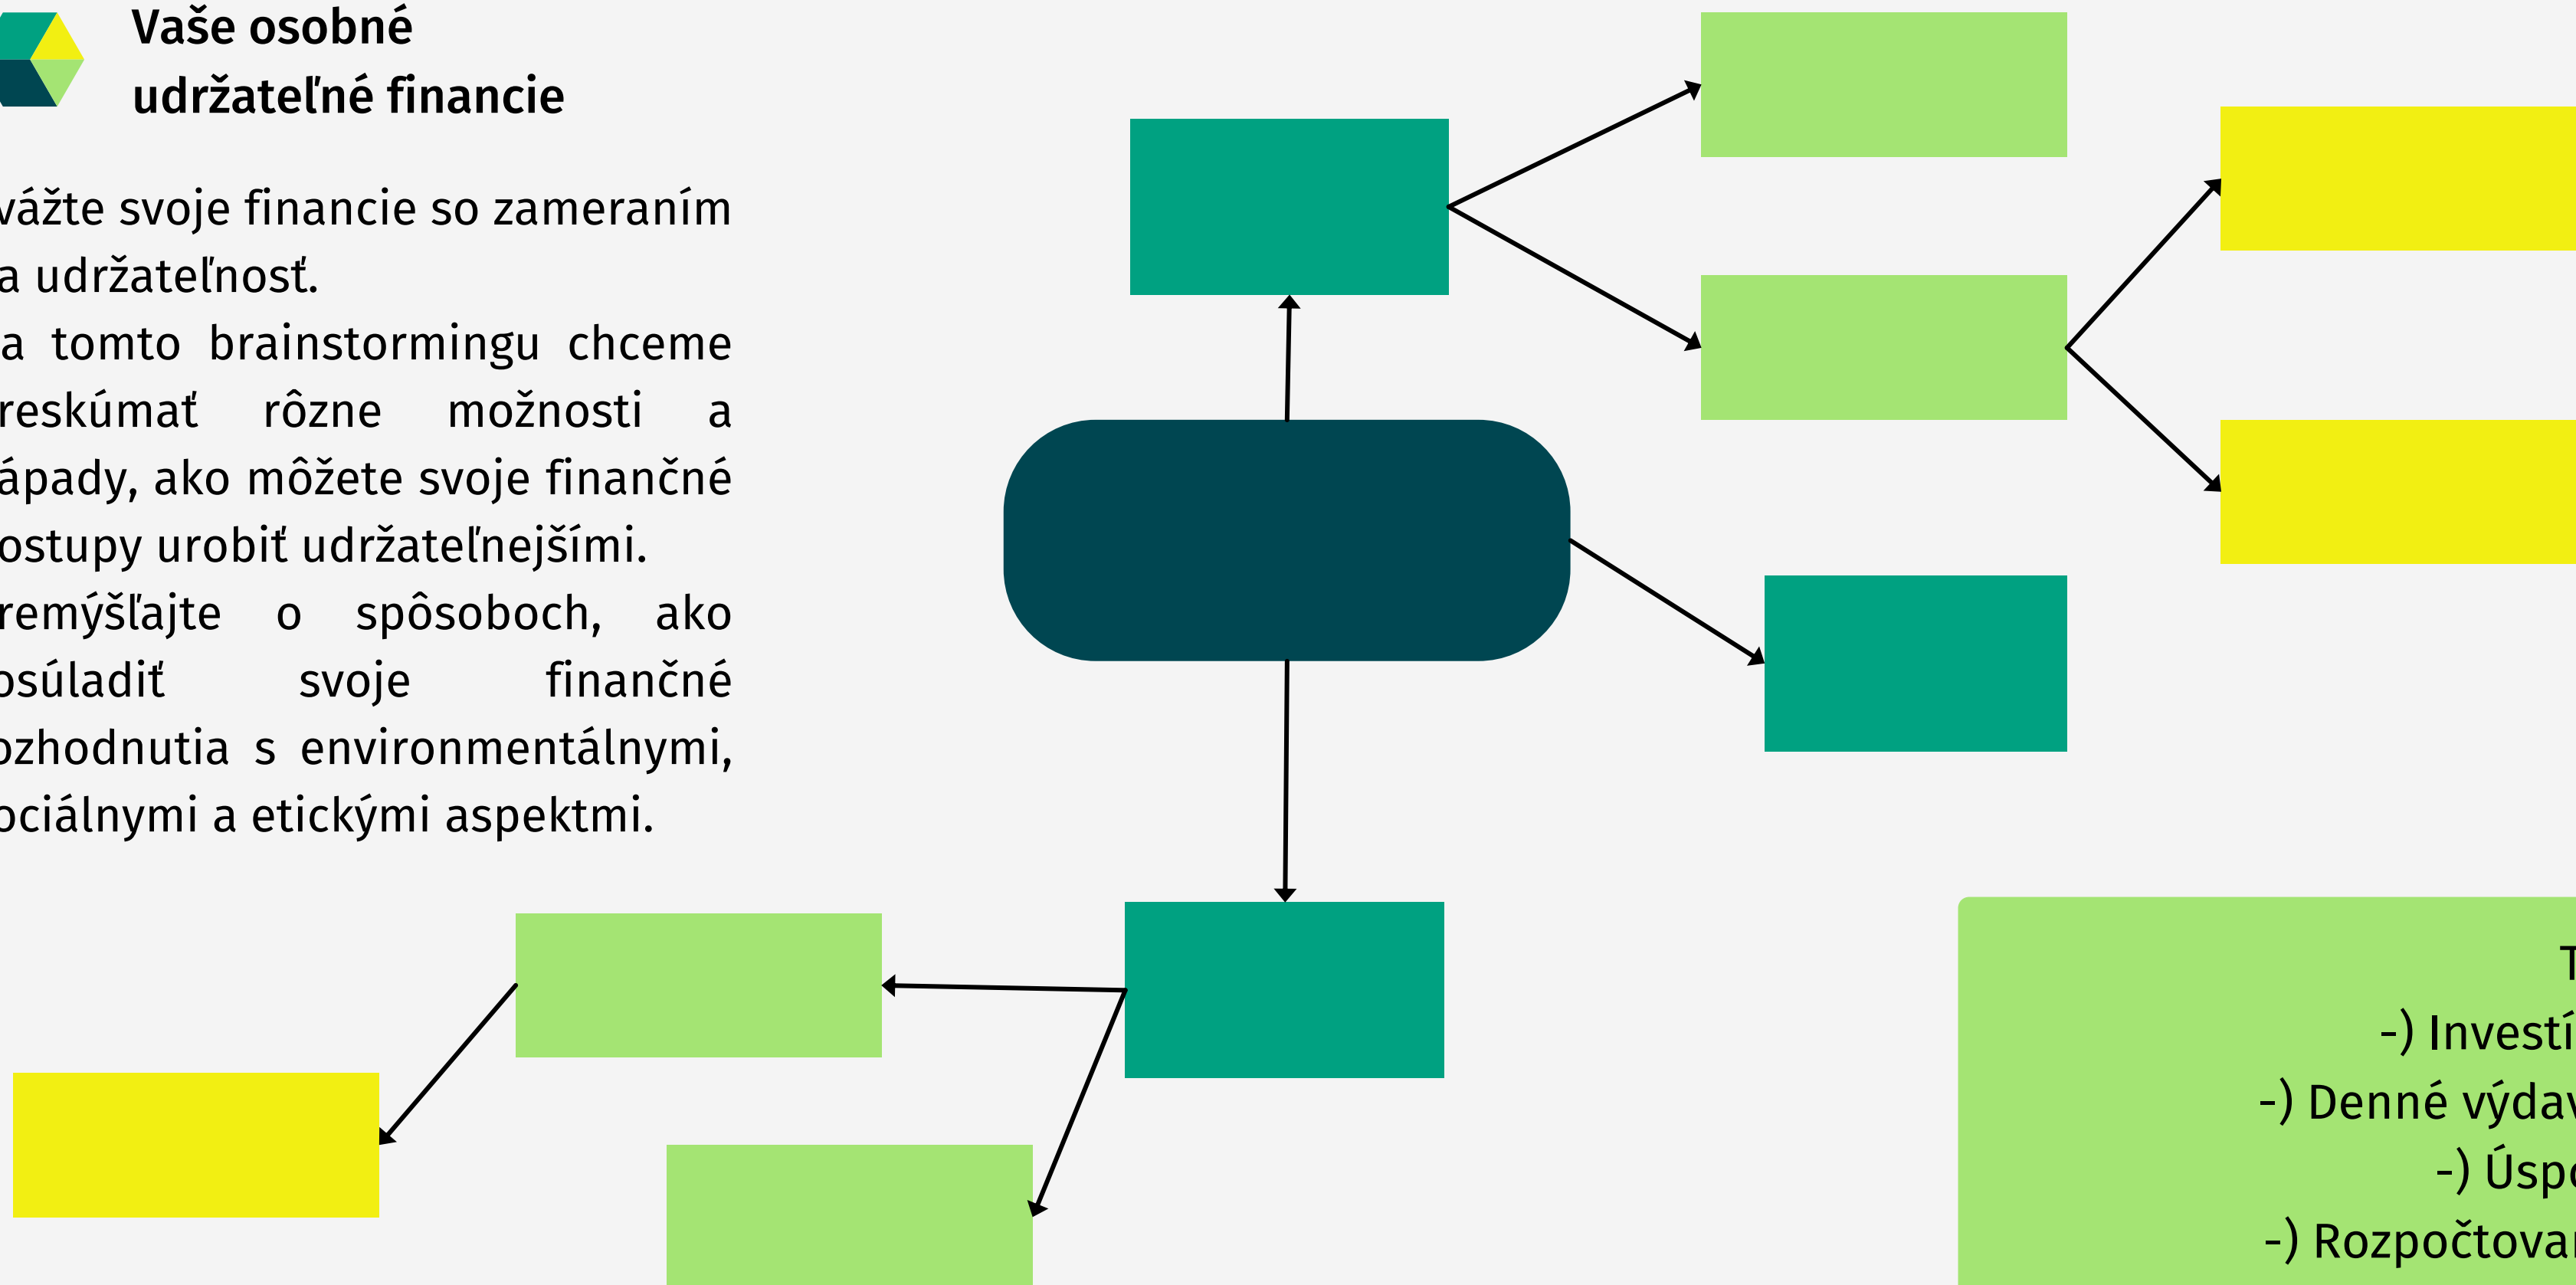 Vaše osobné
udržateľné financie
vážte svoje financie so zameraním
a udržateľnosť.
a tomto brainstormingu chceme
reskúmať rôzne možnosti a
ápady, ako môžete svoje finančné
ostupy urobiť udržateľnejšími.
remýšľajte o spôsoboch, ako
osúladiť svoje finančné
ozhodnutia s environmentálnymi,
ociálnymi a etickými aspektmi.
T
-) Investí
-) Denné výdav
-) Úspo
-) Rozpočtovan